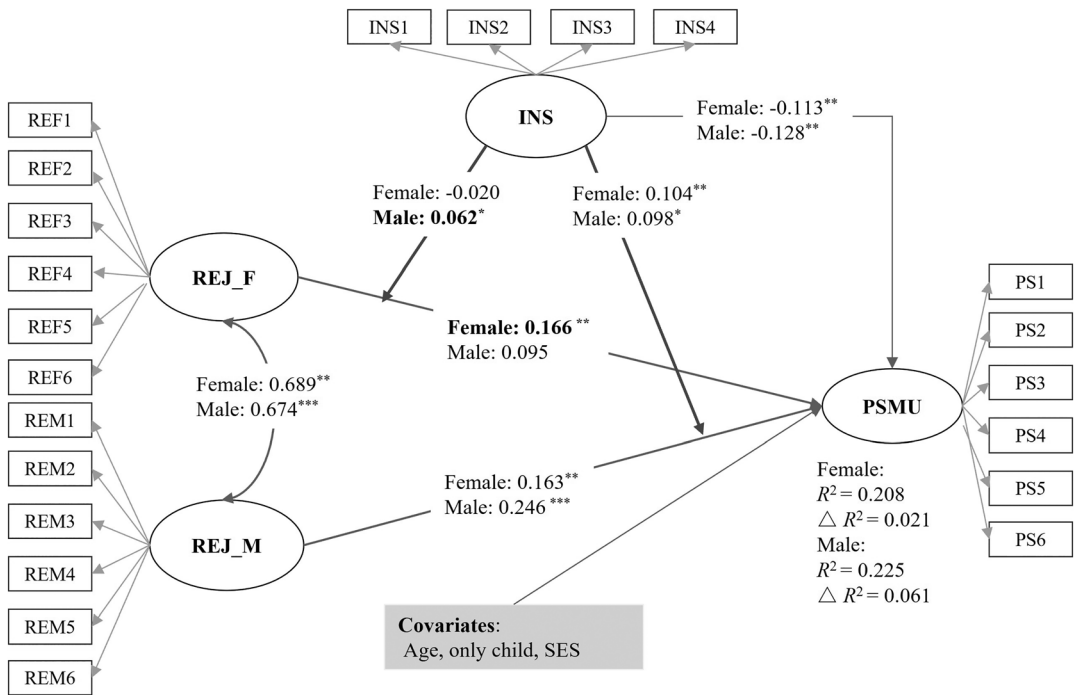 INS1
INS2
INS3
INS4
INS
Female: -0.113**
Male: -0.128**
REF1
REF2
REF3
REF4
REF5
REF6
Female: -0.020
Male: 0.062*
Female: 0.104**
Male: 0.098*
REJ_F
Female: 0.166 **
Male: 0.095
PS1
PS2
PS3
PS4
PS5
PS6
Female: 0.689**
Male: 0.674***
PSMU
REM1
REM2
REM3
REM4
REM5
REM6
Female: 0.163**
Male: 0.246 ***
REJ_M
Female:
R² = 0.208
△ R² = 0.021
Male:
R² = 0.225
△ R² = 0.061
Covariates:
Age, only child, SES